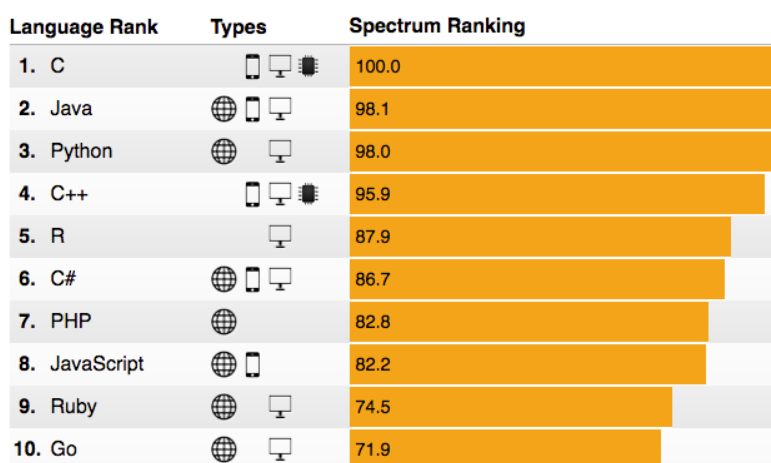 Language Rank Types Spectrum Ranking
1. C 100.0
2. Java 98.1
3. Python 98.0
4. C++ 95.9
5. R 87.9
6. C# 86.7
7. PHP 82.8
8. JavaScript 82.2
9. Ruby 74.5
10. Go 71.9